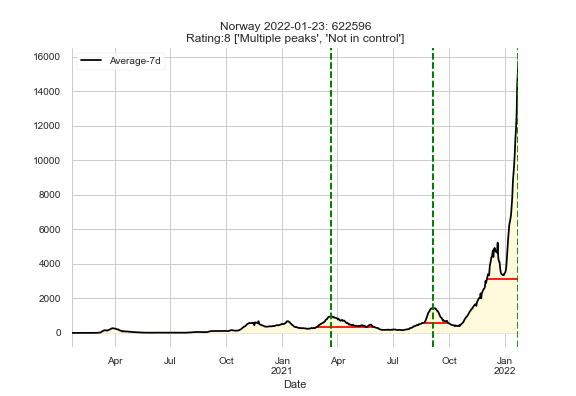 Norway 2022-01-23: 622596
Rating:8 ['Multiple peaks', 'Not in control']
Average-7d
16000
14000
12000
10000
8000
6000
4000
2000
0
Apr Jul Oct Jan Apr Jul Oct Jan
2021 2022
Date